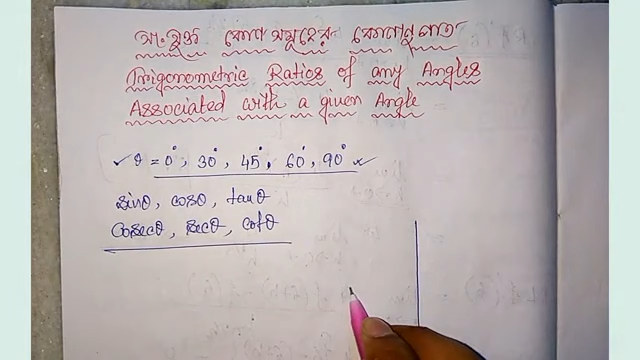 সংযুক্ত কোণ সমূহের কোণানুপাত
Trigonometric Ratios of any Angles
Associated with a given Angle
✓ θ = 0°, 30°, 45°, 60°, 90°
sinθ, cosθ, tanθ
Cosecθ, secθ, cotθ